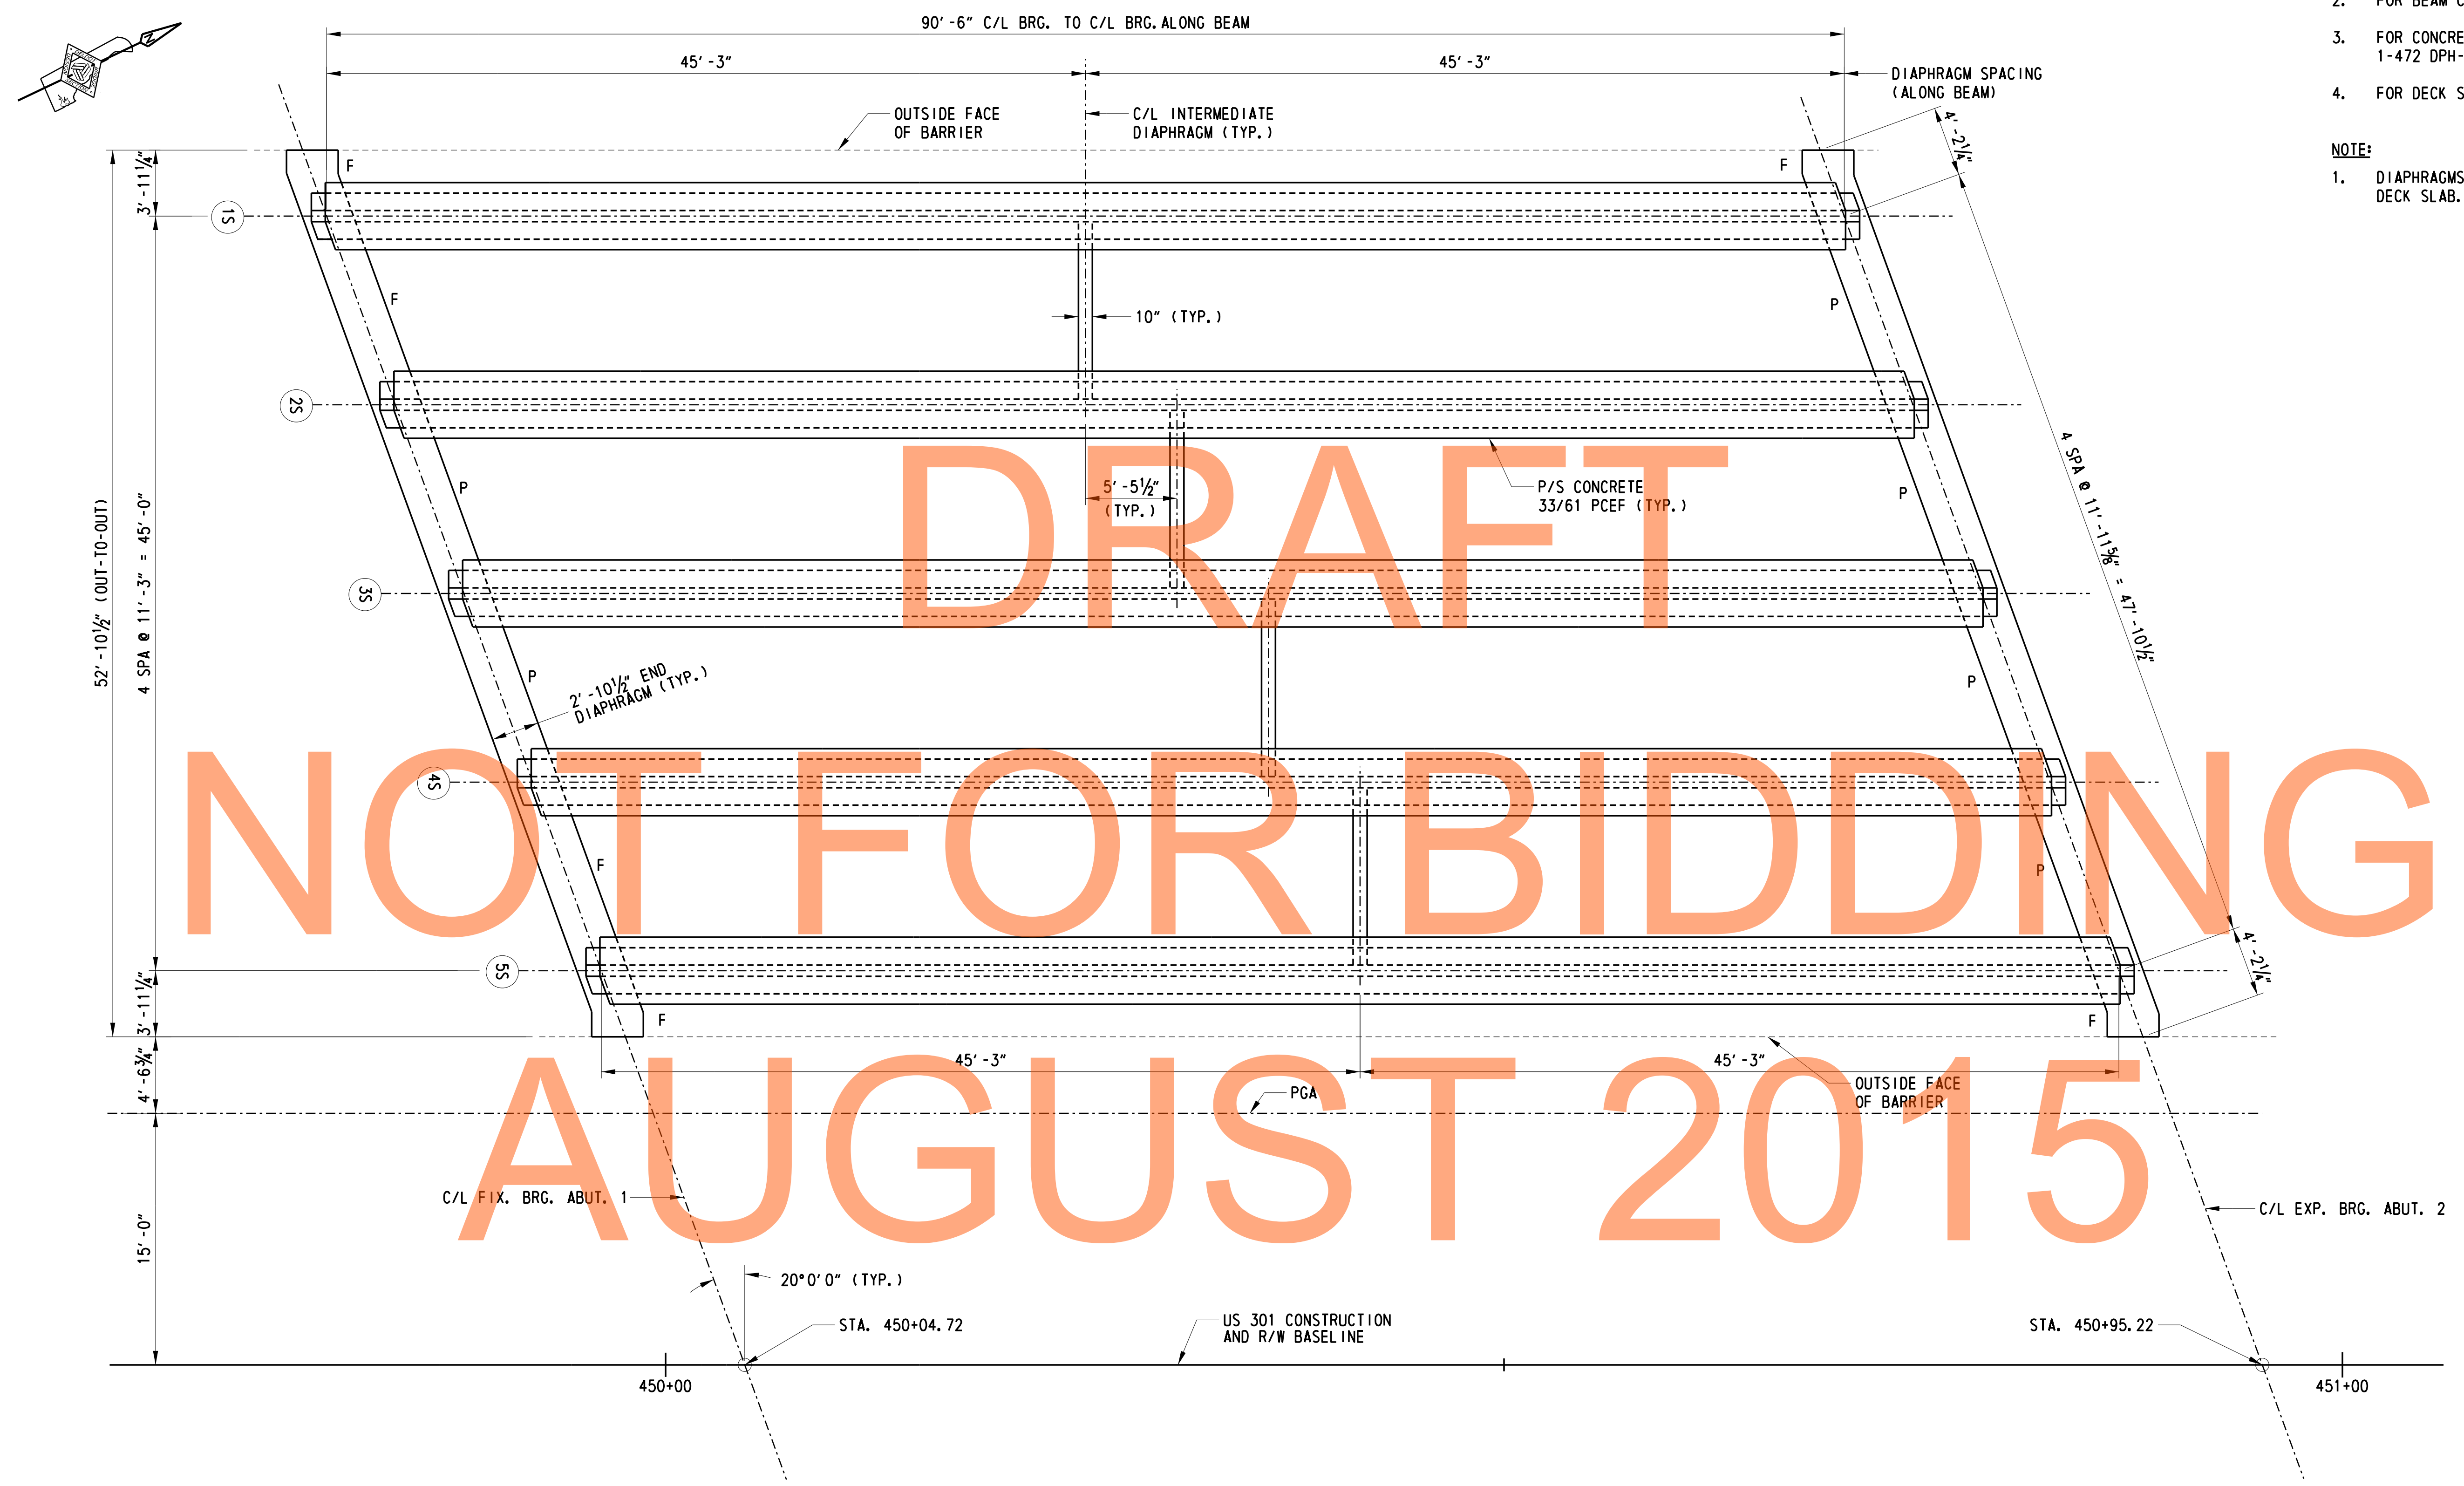 90'-6" C/L BRG. TO C/L BRG. ALONG BEAM
45'-3"
45'-3"
DIAPHRAGM SPACING
(ALONG BEAM)
OUTSIDE FACE
OF BARRIER
C/L INTERMEDIATE
DIAPHRAGM (TYP.)
N
2. FOR BEAM C
3. FOR CONCRE
1-472 DPH-
4. FOR DECK S
NOTE:
1. DIAPHRAGMS
DECK SLAB.
4'-2¼"
3'-11¼"
F
F
1S
F
P
10" (TYP.)
2S
P
P
5'-5½"
(TYP.)
P/S CONCRETE
33/61 PCEF (TYP.)
4 SPA @ 11'-11⅝" = 47'-10½"
52'-10½" (OUT-TO-OUT)
4 SPA @ 11'-3" = 45'-0"
3S
P
P
2'-10½" END
DIAPHRAGM (TYP.)
4S
F
P
5S
4'-2¼"
3'-11¼"
F
F
4'-6¾"
45'-3"
45'-3"
OUTSIDE FACE
OF BARRIER
PGA
C/L FIX. BRG. ABUT. 1
C/L EXP. BRG. ABUT. 2
15'-0"
20°0'0" (TYP.)
STA. 450+04.72
US 301 CONSTRUCTION
AND R/W BASELINE
STA. 450+95.22
450+00
451+00
DRAFT
NOT FOR BIDDING
AUGUST 2015